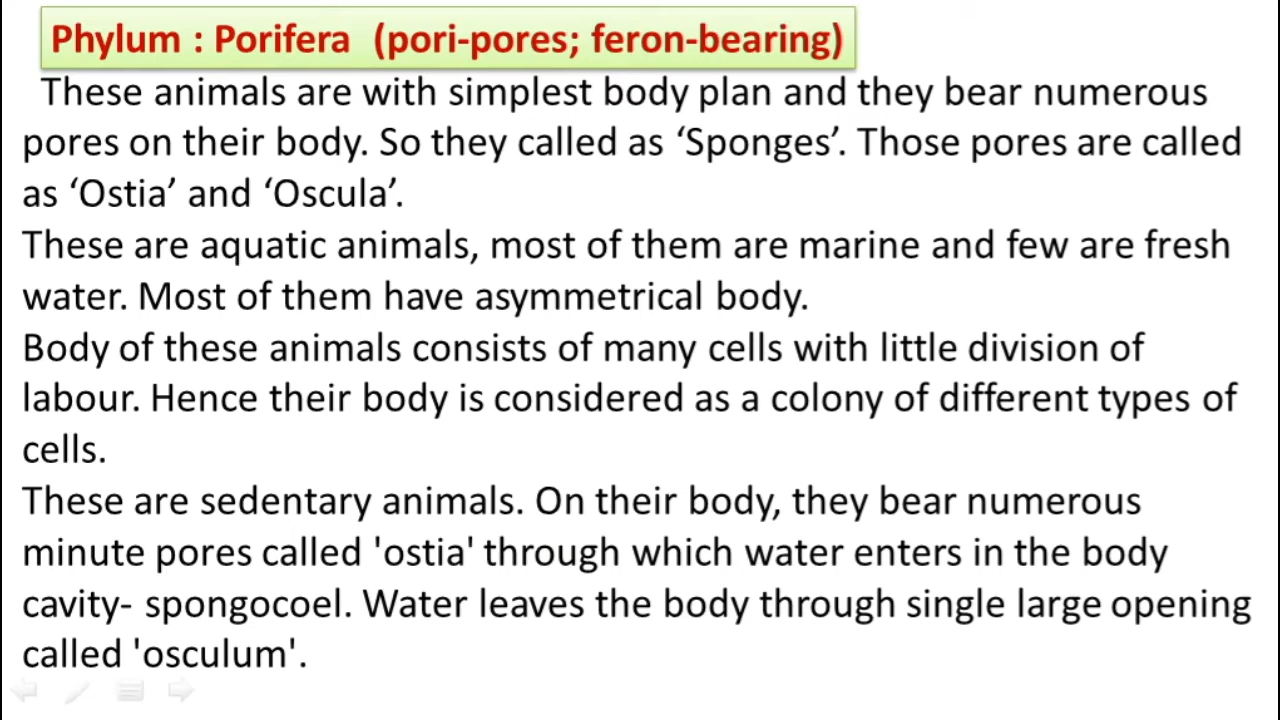 Phylum : Porifera (pori-pores; feron-bearing)
These animals are with simplest body plan and they bear numerous
pores on their body. So they called as ‘Sponges’. Those pores are called
as ‘Ostia’ and ‘Oscula’.
These are aquatic animals, most of them are marine and few are fresh
water. Most of them have asymmetrical body.
Body of these animals consists of many cells with little division of
labour. Hence their body is considered as a colony of different types of
cells.
These are sedentary animals. On their body, they bear numerous
minute pores called 'ostia' through which water enters in the body
cavity- spongocoel. Water leaves the body through single large opening
called 'osculum'.